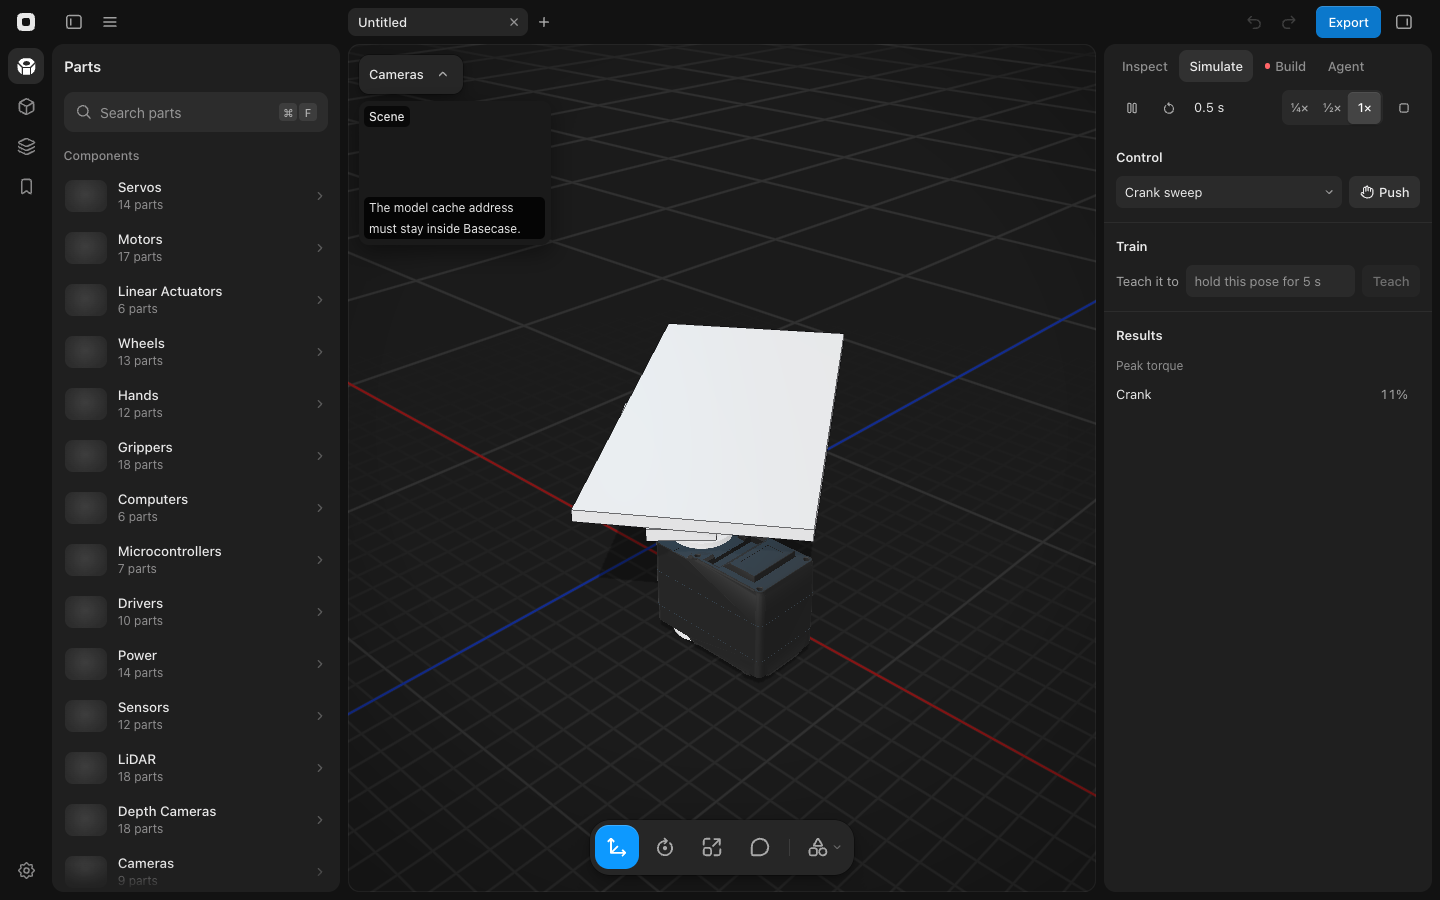 Untitled
Export
Parts
Search parts
⌘ F
Components
Servos
14 parts
Motors
17 parts
Linear Actuators
6 parts
Wheels
13 parts
Hands
12 parts
Grippers
18 parts
Computers
6 parts
Microcontrollers
7 parts
Drivers
10 parts
Power
14 parts
Sensors
12 parts
LiDAR
18 parts
Depth Cameras
18 parts
Cameras
9 parts
Cameras
Scene
The model cache address
must stay inside Basecase.
Inspect Simulate Build Agent
0.5 s ¼× ½× 1×
Control
Crank sweep Push
Train
Teach it to hold this pose for 5 s Teach
Results
Peak torque
Crank 11%